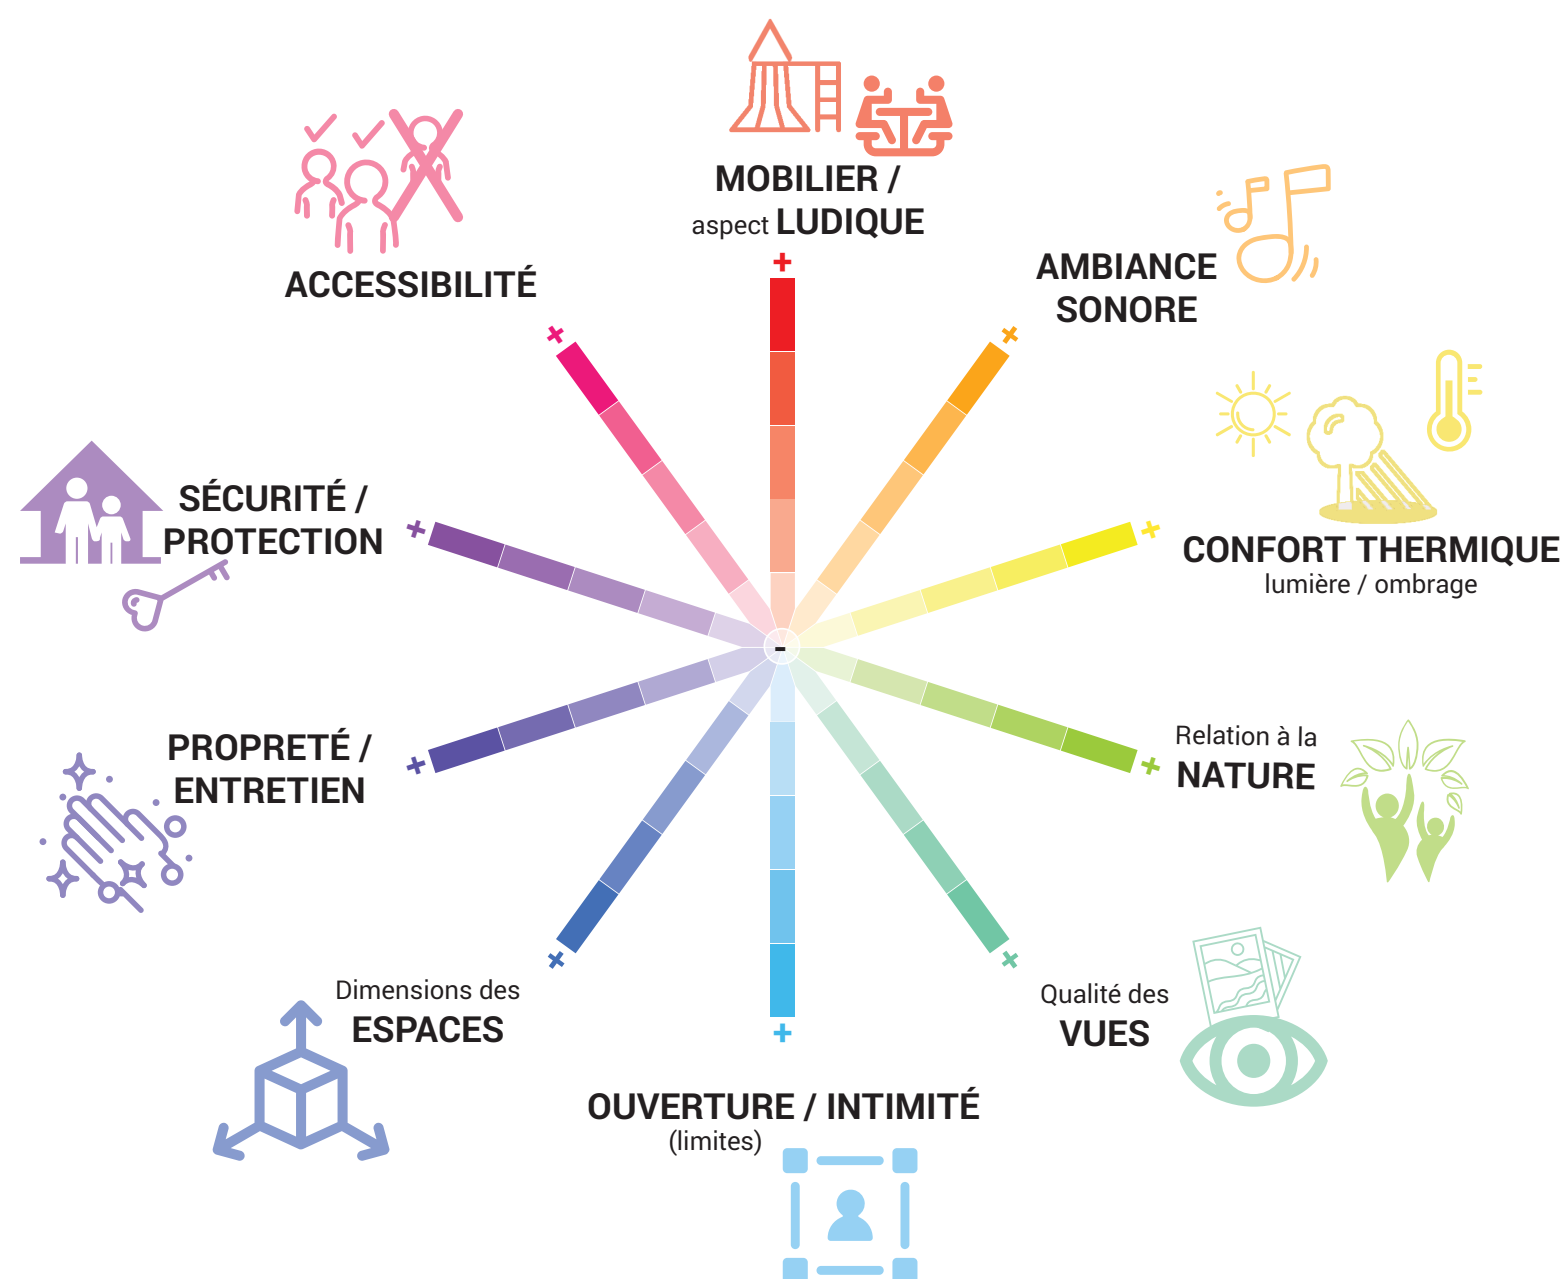 MOBILIER /
aspect LUDIQUE
+
AMBIANCE
SONORE
+
CONFORT THERMIQUE
lumière / ombrage
+
Relation à la
NATURE
+
Qualité des
VUES
+
OUVERTURE / INTIMITÉ
(limites)
+
Dimensions des
ESPACES
+
PROPRETÉ /
ENTRETIEN
+
SÉCURITÉ /
PROTECTION
+
ACCESSIBILITÉ
+
-